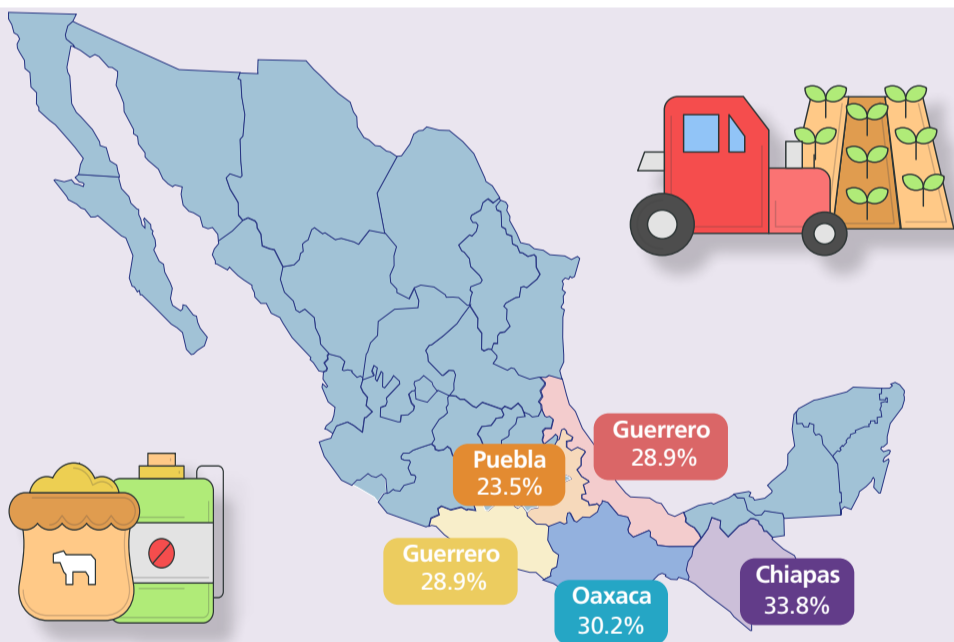 Guerrero
28.9%
Puebla
23.5%
Guerrero
28.9%
Chiapas
33.8%
Oaxaca
30.2%